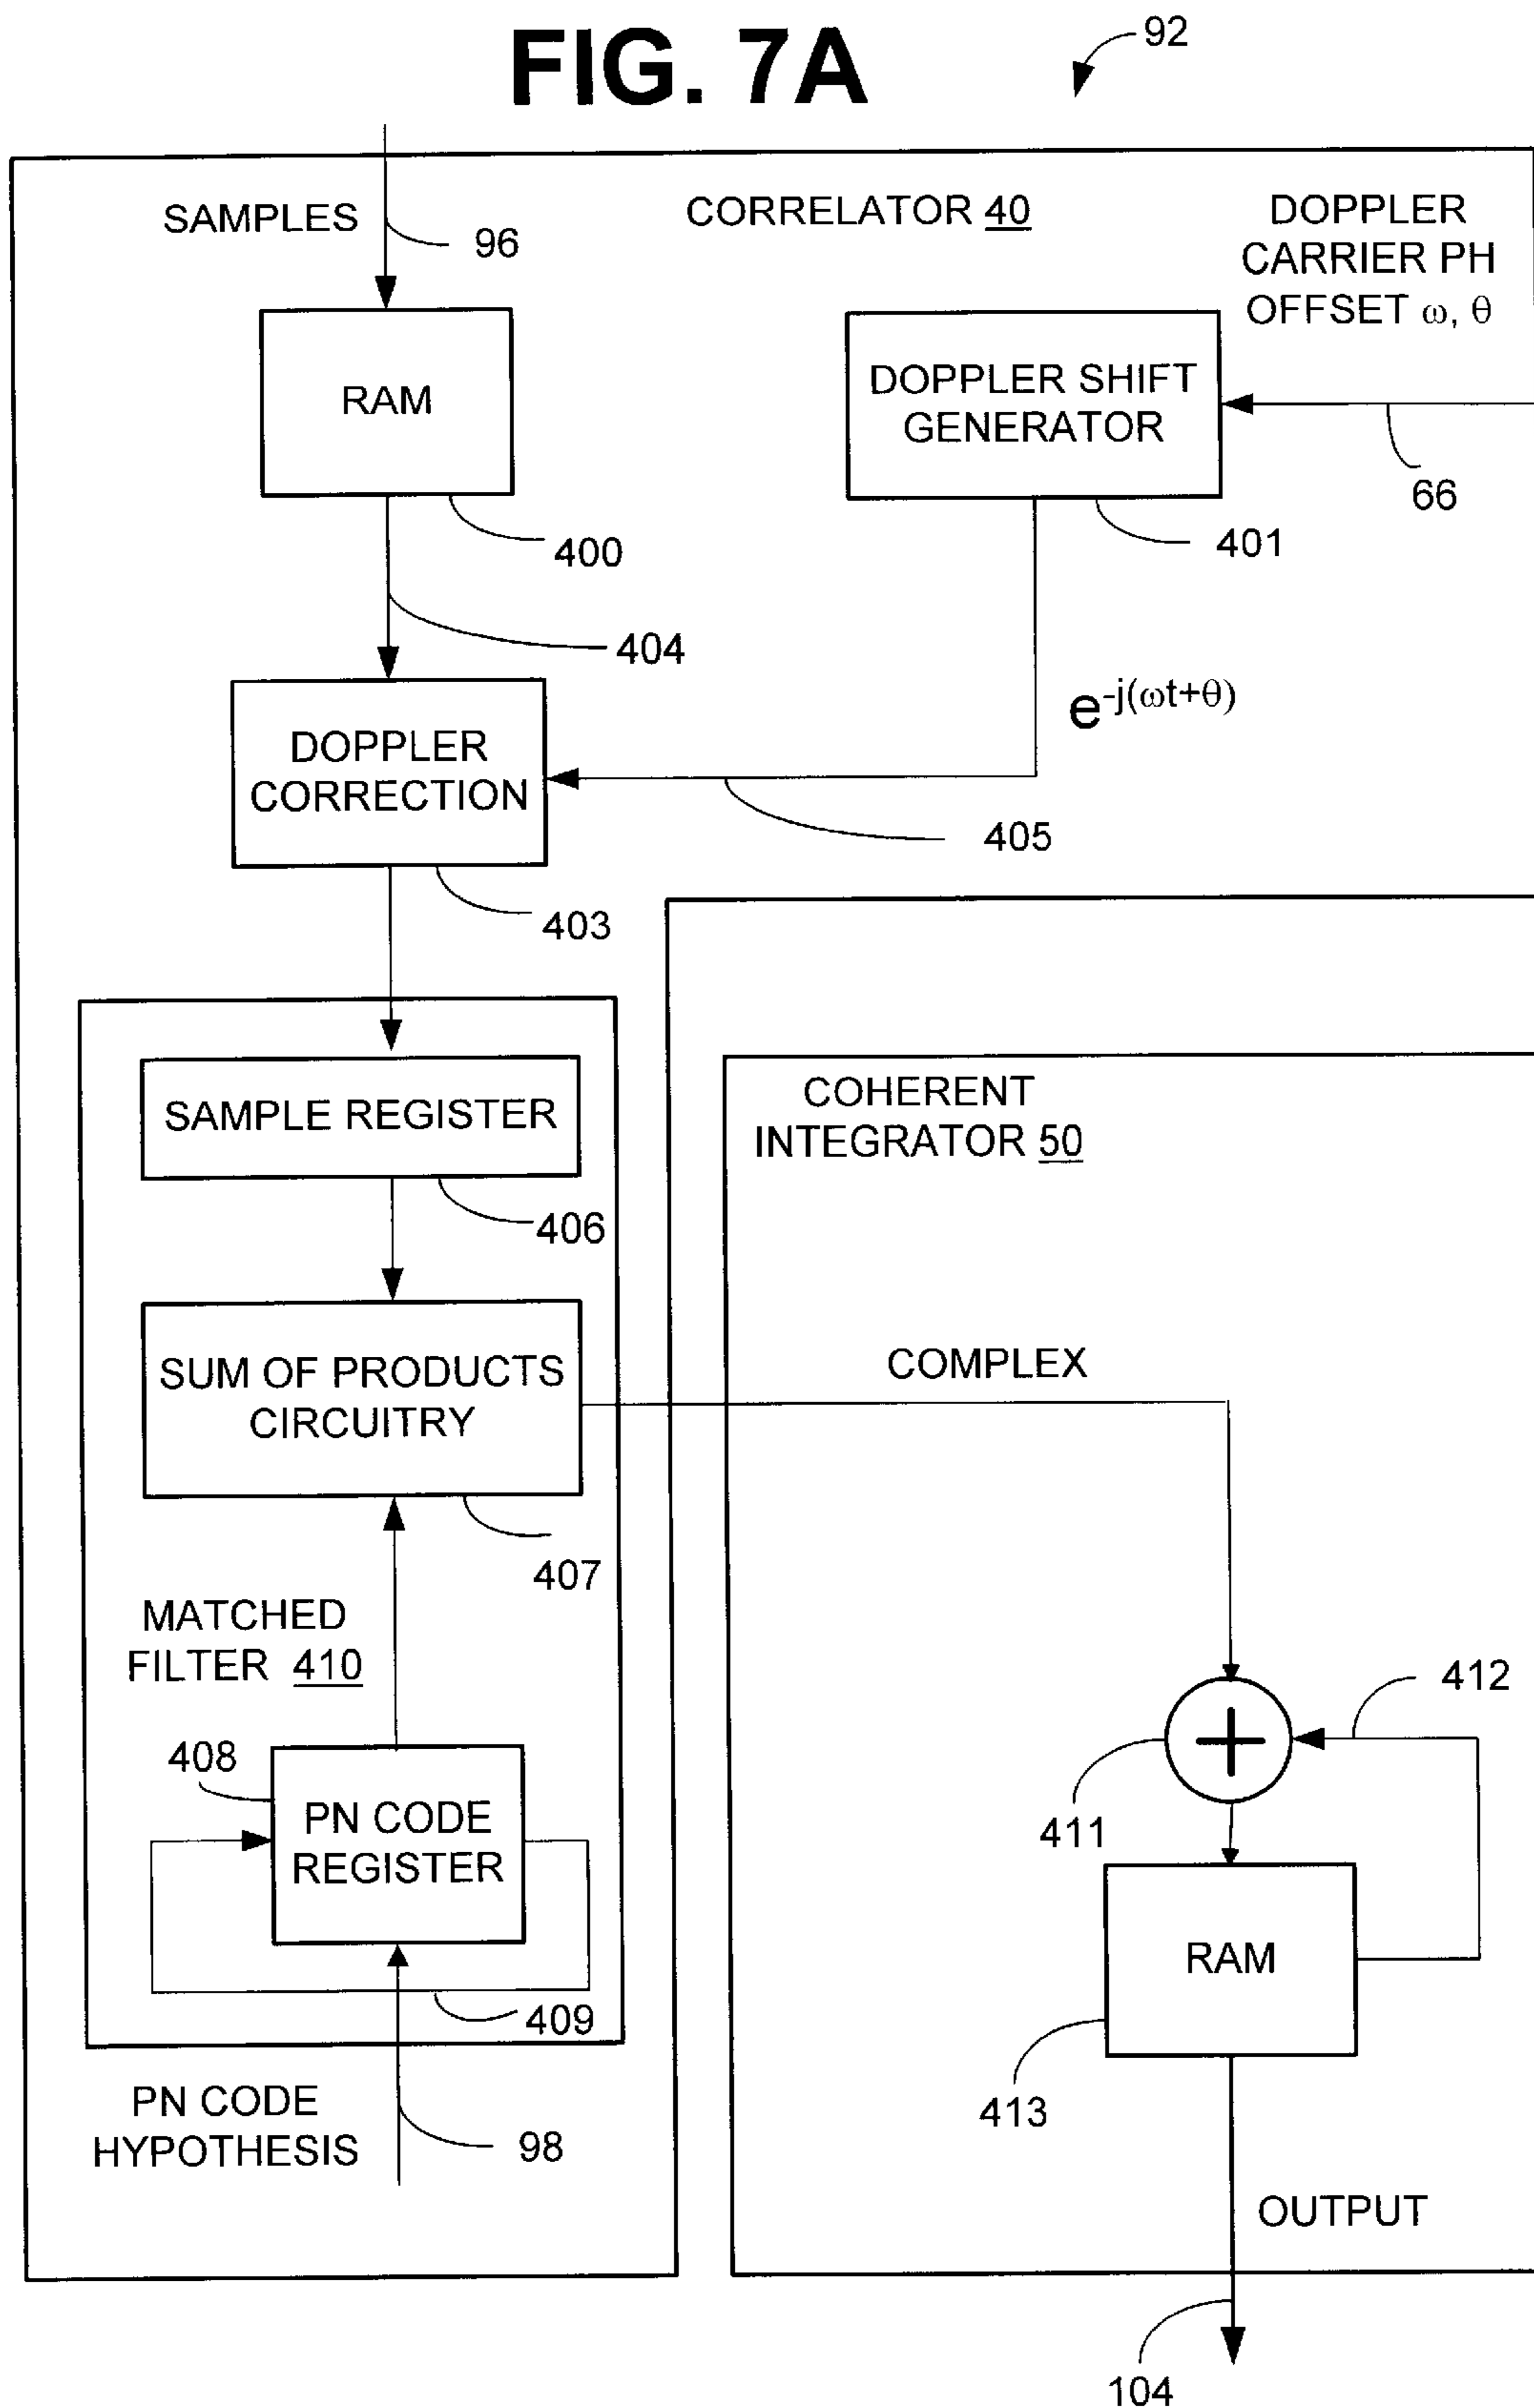 FIG. 7A
92
SAMPLES
96
CORRELATOR 40
DOPPLER
CARRIER PH
OFFSET ω, θ
RAM
DOPPLER SHIFT
GENERATOR
66
400
401
404
e-j(ωt+θ)
DOPPLER
CORRECTION
405
403
SAMPLE REGISTER
COHERENT
INTEGRATOR 50
406
SUM OF PRODUCTS
CIRCUITRY
COMPLEX
407
MATCHED
FILTER 410
412
408
PN CODE
REGISTER
411
RAM
409
413
PN CODE
HYPOTHESIS
98
OUTPUT
104